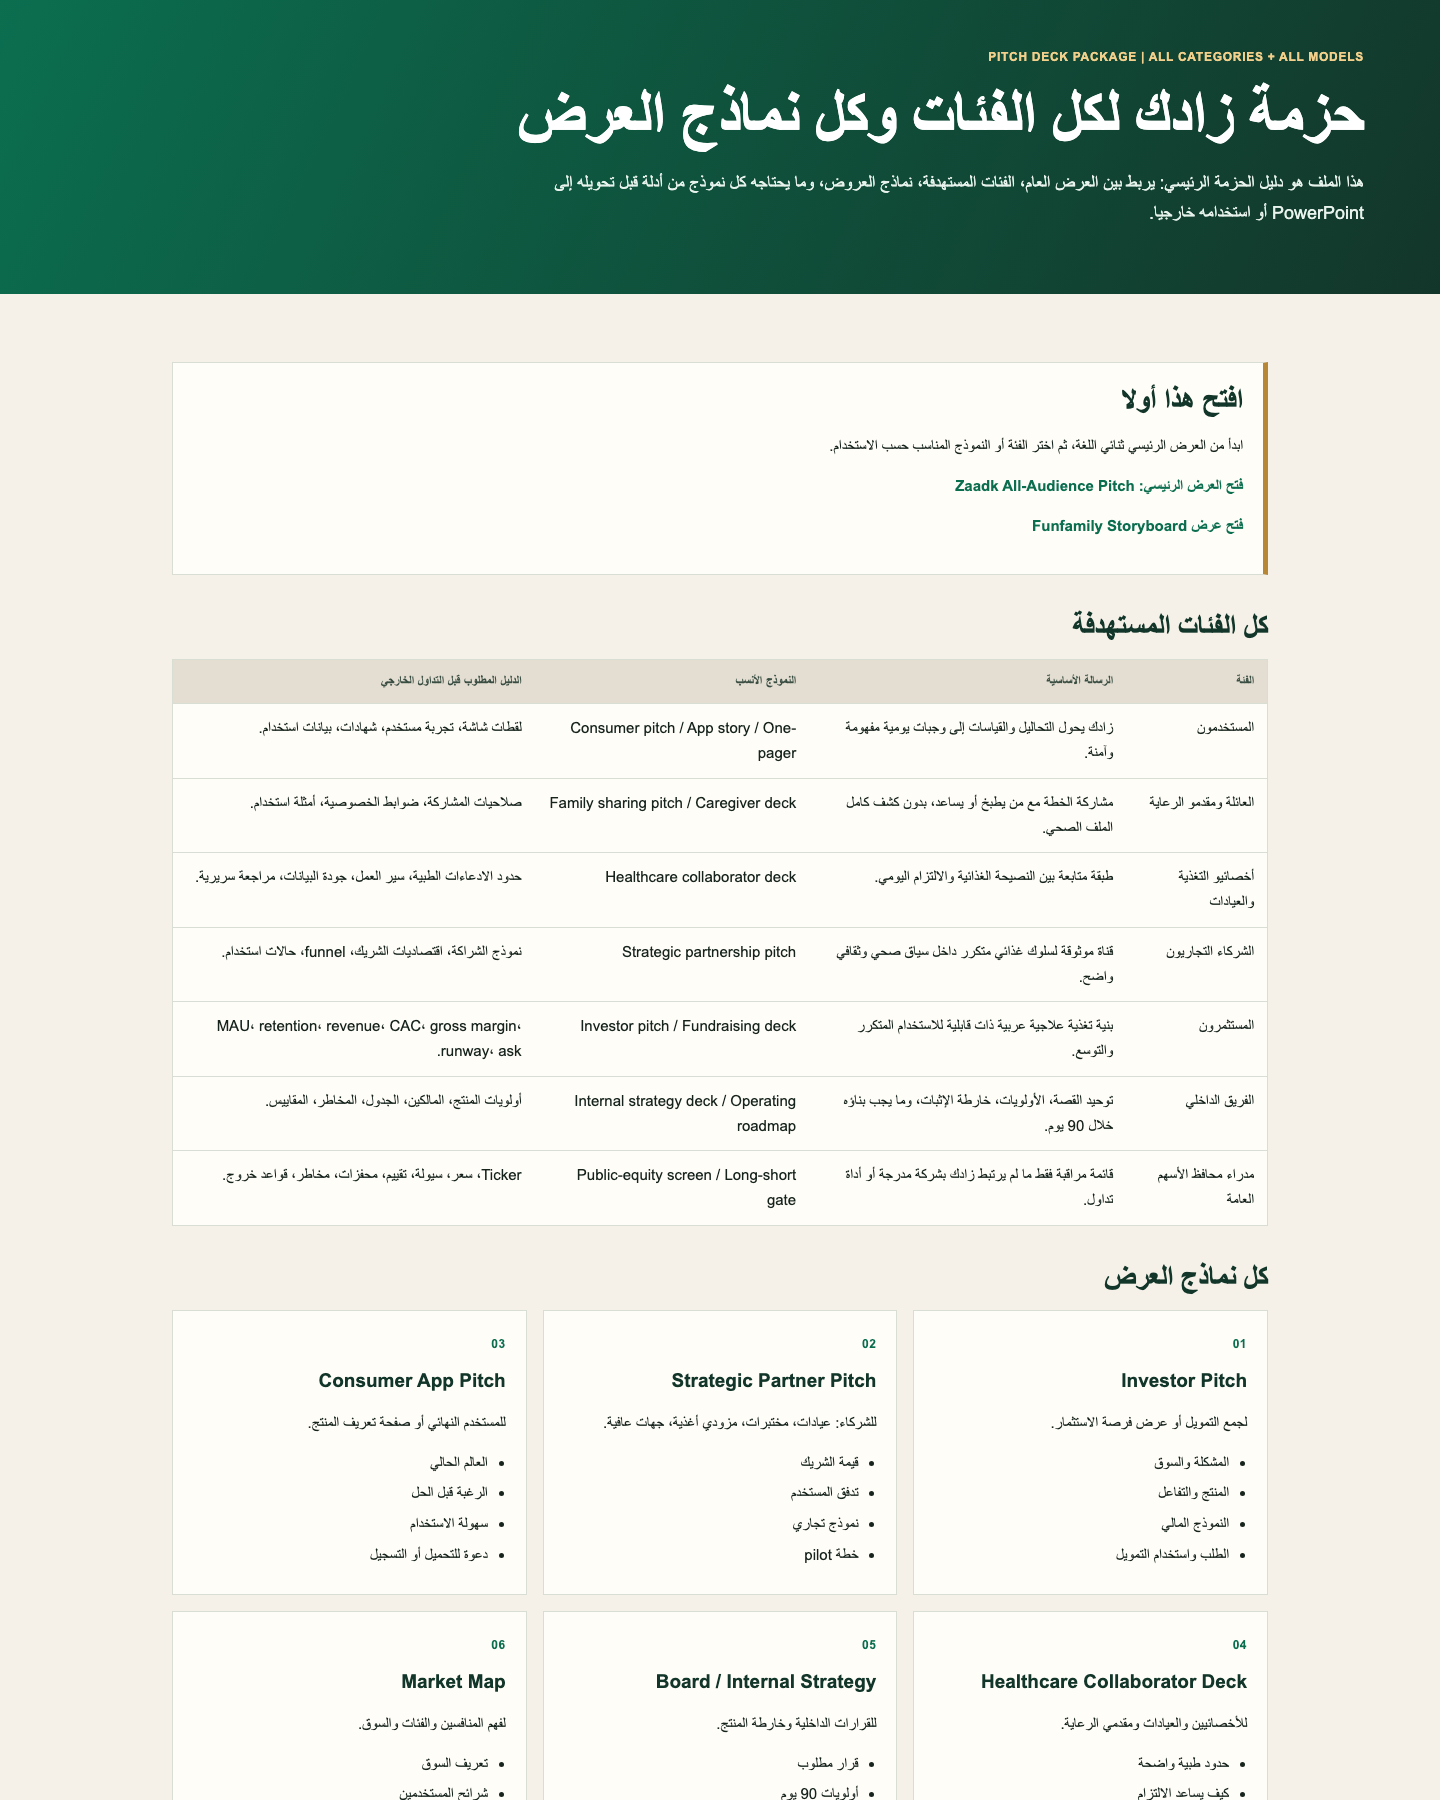 PITCH DECK PACKAGE | ALL CATEGORIES + ALL MODELS
حزمة زادك لكل الفئات وكل نماذج العرض
هذا الملف هو دليل الحزمة الرئيسي: يربط بين العرض العام، الفئات المستهدفة، نماذج العروض، وما يحتاجه كل نموذج من أدلة قبل تحويله إلى
PowerPoint أو استخدامه خارجيا.
افتح هذا أولا
ابدأ من العرض الرئيسي ثنائي اللغة، ثم اختر الفئة أو النموذج المناسب حسب الاستخدام.
فتح العرض الرئيسي: Zaadk All-Audience Pitch
فتح عرض Funfamily Storyboard
كل الفئات المستهدفة
الفئة
الرسالة الأساسية
النموذج الأنسب
الدليل المطلوب قبل التداول الخارجي
المستخدمون
زادك يحول التحاليل والقياسات إلى وجبات يومية مفهومة
وآمنة.
Consumer pitch / App story / One-
pager
لقطات شاشة، تجربة مستخدم، شهادات، بيانات استخدام.
العائلة ومقدمو الرعاية
مشاركة الخطة مع من يطبخ أو يساعد، بدون كشف كامل
الملف الصحي.
Family sharing pitch / Caregiver deck
صلاحيات المشاركة، ضوابط الخصوصية، أمثلة استخدام.
أخصائيو التغذية
والعيادات
طبقة متابعة بين النصيحة الغذائية والالتزام اليومي.
Healthcare collaborator deck
حدود الادعاءات الطبية، سير العمل، جودة البيانات، مراجعة سريرية.
الشركاء التجاريون
قناة موثوقة لسلوك غذائي متكرر داخل سياق صحي وثقافي
واضح.
Strategic partnership pitch
نموذج الشراكة، اقتصاديات الشريك، funnel، حالات استخدام.
المستثمرون
بنية تغذية علاجية عربية ذات قابلية للاستخدام المتكرر
والتوسع.
Investor pitch / Fundraising deck
MAU، retention، revenue، CAC، gross margin،
runway، ask.
الفريق الداخلي
توحيد القصة، الأولويات، خارطة الإثبات، وما يجب بناؤه
خلال 90 يوم.
Internal strategy deck / Operating
roadmap
أولويات المنتج، المالكين، الجدول، المخاطر، المقاييس.
مدراء محافظ الأسهم
العامة
قائمة مراقبة فقط ما لم يرتبط زادك بشركة مدرجة أو أداة
تداول.
Public-equity screen / Long-short
gate
Ticker، سعر، سيولة، تقييم، محفزات، مخاطر، قواعد خروج.
كل نماذج العرض
01
Investor Pitch
لجمع التمويل أو عرض فرصة الاستثمار.
• المشكلة والسوق
• المنتج والتفاعل
• النموذج المالي
• الطلب واستخدام التمويل
02
Strategic Partner Pitch
للشركاء: عيادات، مختبرات، مزودي أغذية، جهات عافية.
• قيمة الشريك
• تدفق المستخدم
• نموذج تجاري
• خطة pilot
03
Consumer App Pitch
للمستخدم النهائي أو صفحة تعريف المنتج.
• العالم الحالي
• الرغبة قبل الحل
• سهولة الاستخدام
• دعوة للتحميل أو التسجيل
04
Healthcare Collaborator Deck
للأخصائيين والعيادات ومقدمي الرعاية.
• حدود طبية واضحة
• كيف يساعد الالتزام
05
Board / Internal Strategy
للقرارات الداخلية وخارطة المنتج.
• قرار مطلوب
• أولويات 90 يوم
06
Market Map
لفهم المنافسين والفئات والسوق.
• تعريف السوق
• شرائح المستخدمين